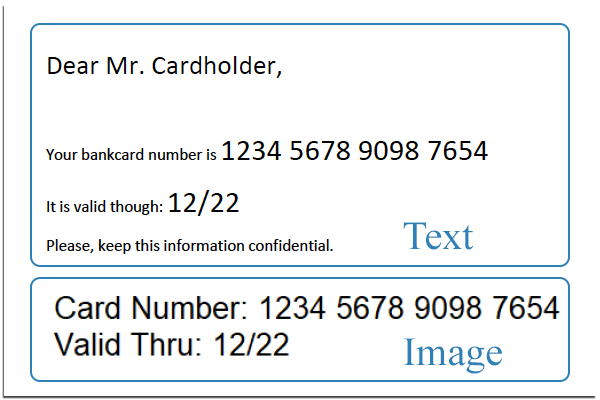 Dear Mr. Cardholder,
Your bankcard number is 1234 5678 9098 7654
It is valid though: 12/22
Please, keep this information confidential.
Text
Card Number: 1234 5678 9098 7654
Valid Thru: 12/22
Image